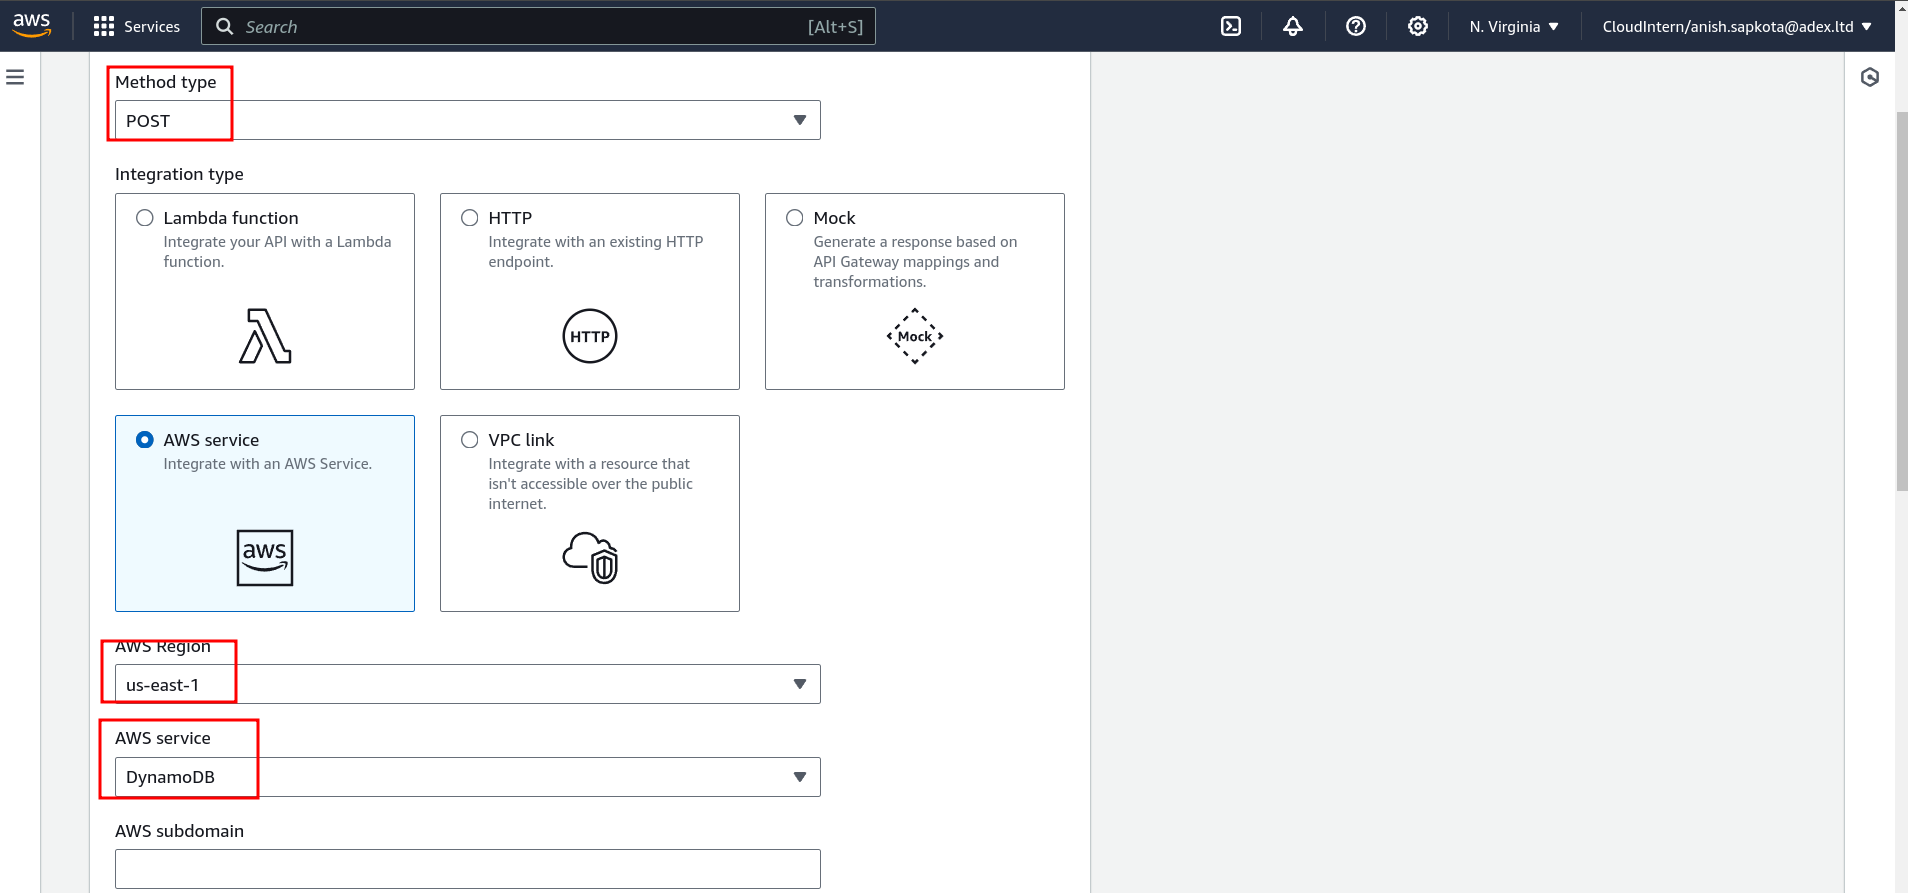 aws
Services
Search
[Alt+S]
N. Virginia
CloudIntern/anish.sapkota@adex.ltd
Method type
POST
Integration type
Lambda function
Integrate your API with a Lambda
function.
HTTP
Integrate with an existing HTTP
endpoint.
HTTP
Mock
Generate a response based on
API Gateway mappings and
transformations.
Mock
AWS service
Integrate with an AWS Service.
aws
VPC link
Integrate with a resource that
isn't accessible over the public
internet.
AWS Region
us-east-1
AWS service
DynamoDB
AWS subdomain